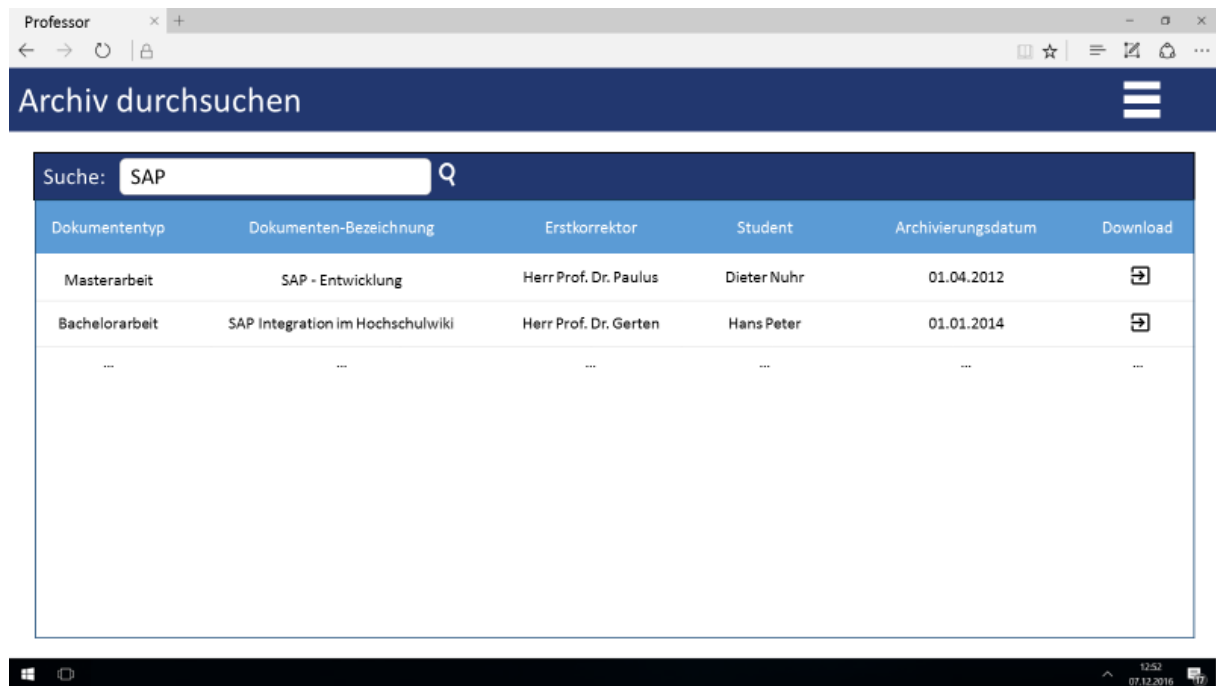 Professor
Archiv durchsuchen
Suche: SAP
Dokumententyp Dokumenten-Bezeichnung Erstkorrektor Student Archivierungsdatum Download
Masterarbeit SAP - Entwicklung Herr Prof. Dr. Paulus Dieter Nuhr 01.04.2012
Bachelorarbeit SAP Integration im Hochschulwiki Herr Prof. Dr. Gerten Hans Peter 01.01.2014
... ... ... ... ... ...
12:52
07.12.2016
17